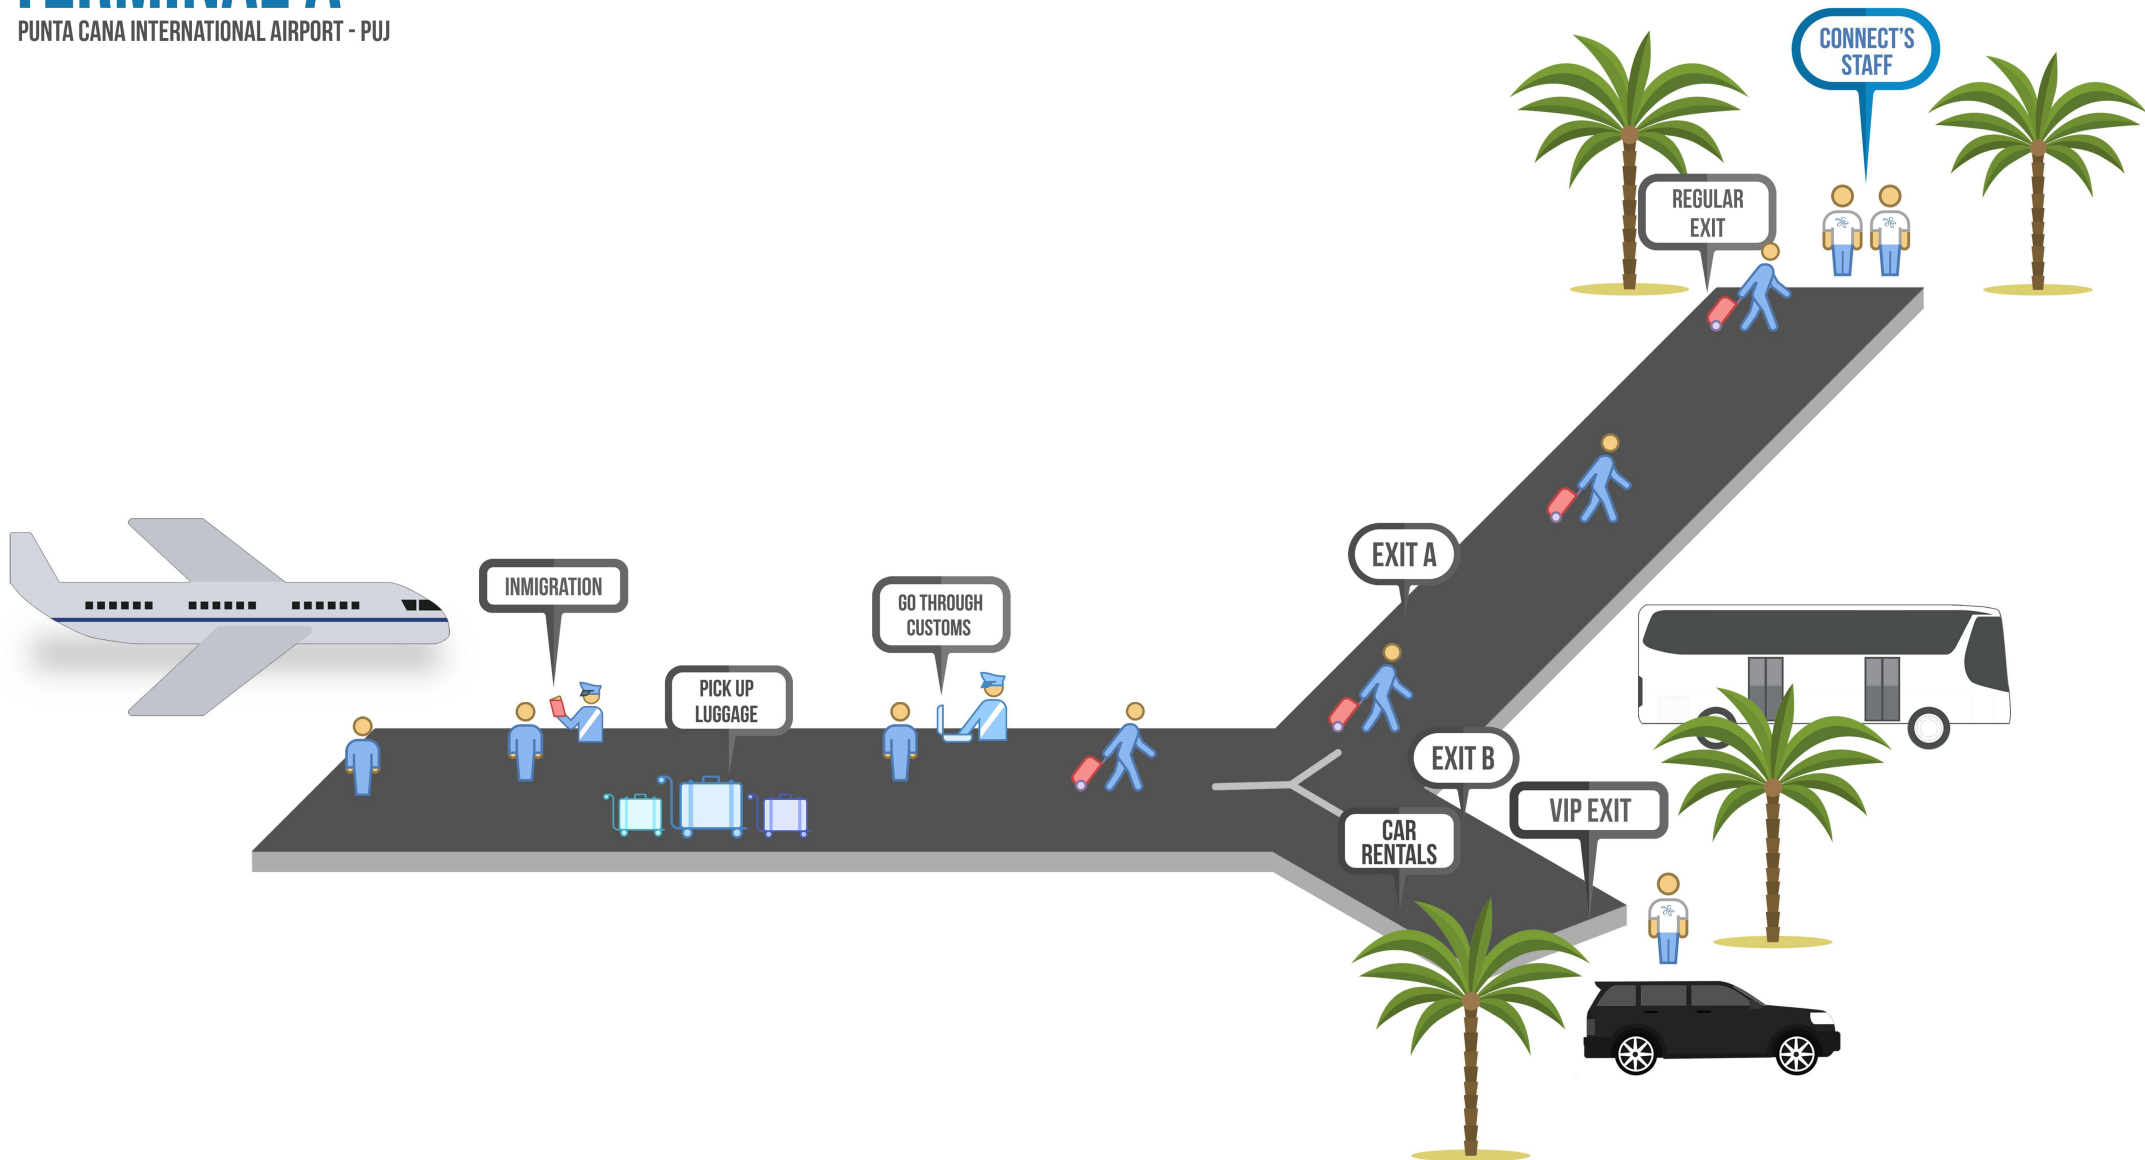 TERMINAL A
PUNTA CANA INTERNATIONAL AIRPORT - PUJ
CONNECT'S
STAFF
REGULAR
EXIT
EXIT A
INMIGRATION
GO THROUGH
CUSTOMS
PICK UP
LUGGAGE
EXIT B
VIP EXIT
CAR
RENTALS